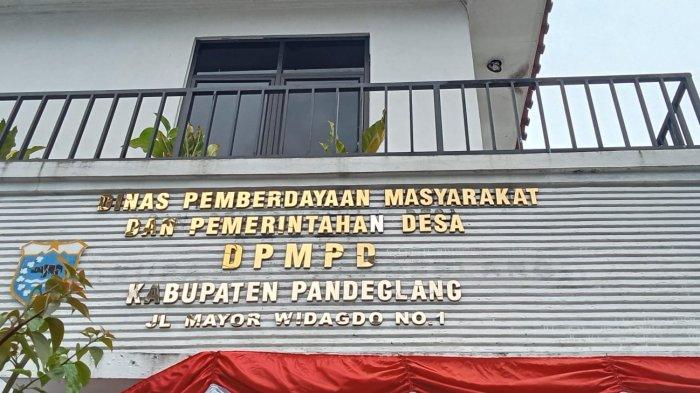 DINAS PEMBERDAYAAN MASYARAKAT
DAN PEMERINTAHAN DESA
DPMPD
KABUPATEN PANDEGLANG
JL MAYOR WIDAGDO NO.1